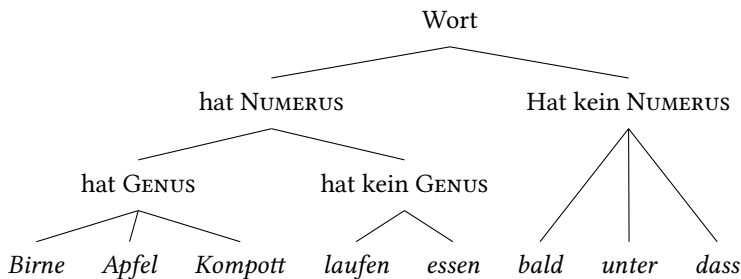 Wort
hat NUMERUS Hat kein NUMERUS
hat GENUS hat kein GENUS
Birne Apfel Kompott laufen essen bald unter dass